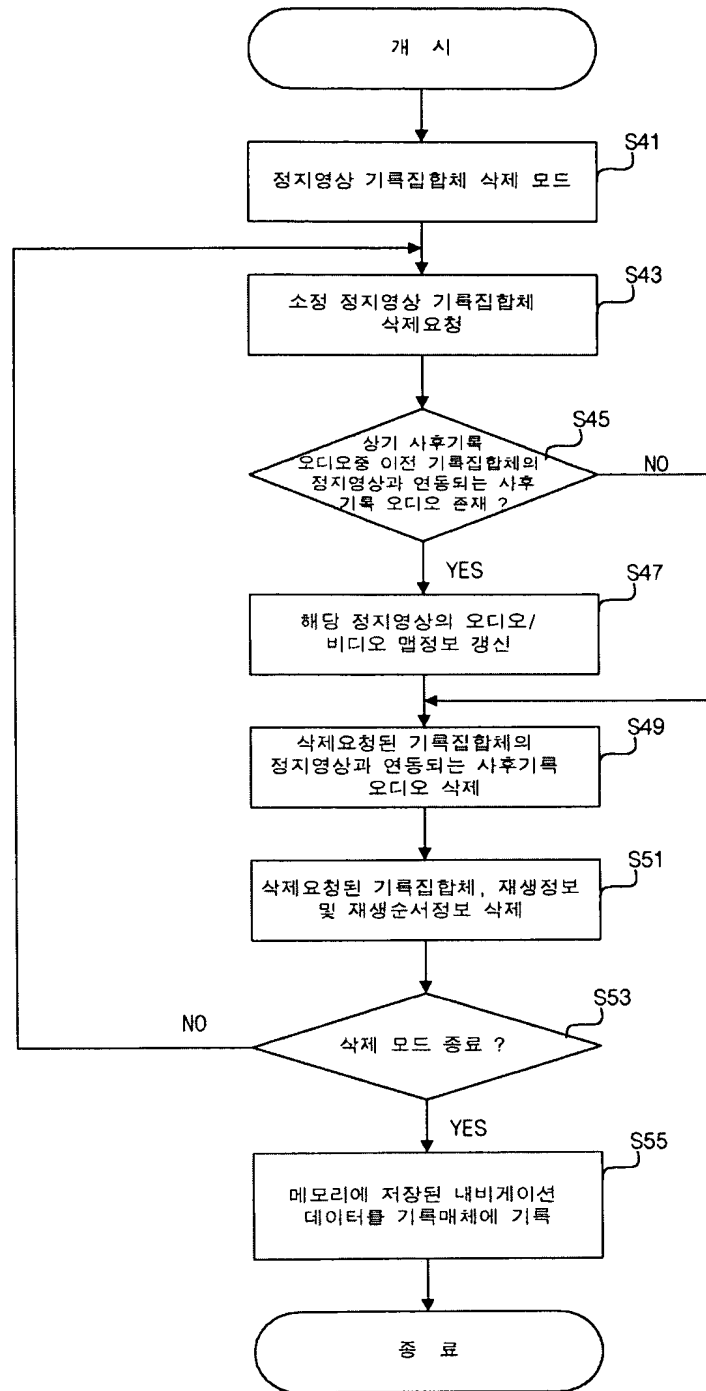 개 시
S41
정지영상 기록집합체 삭제 모드
S43
소정 정지영상 기록집합체
삭제요청
S45
상기 사후기록
오디오중 이전 기록집합체의
정지영상과 연동되는 사후
기록 오디오 존재 ?
NO
YES
S47
해당 정지영상의 오디오/
비디오 맵정보 갱신
S49
삭제요청된 기록집합체의
정지영상과 연동되는 사후기록
오디오 삭제
S51
삭제요청된 기록집합체, 재생정보
및 재생순서정보 삭제
S53
NO
삭제 모드 종료 ?
YES
S55
메모리에 저장된 내비게이션
데이터를 기록매체에 기록
종 료